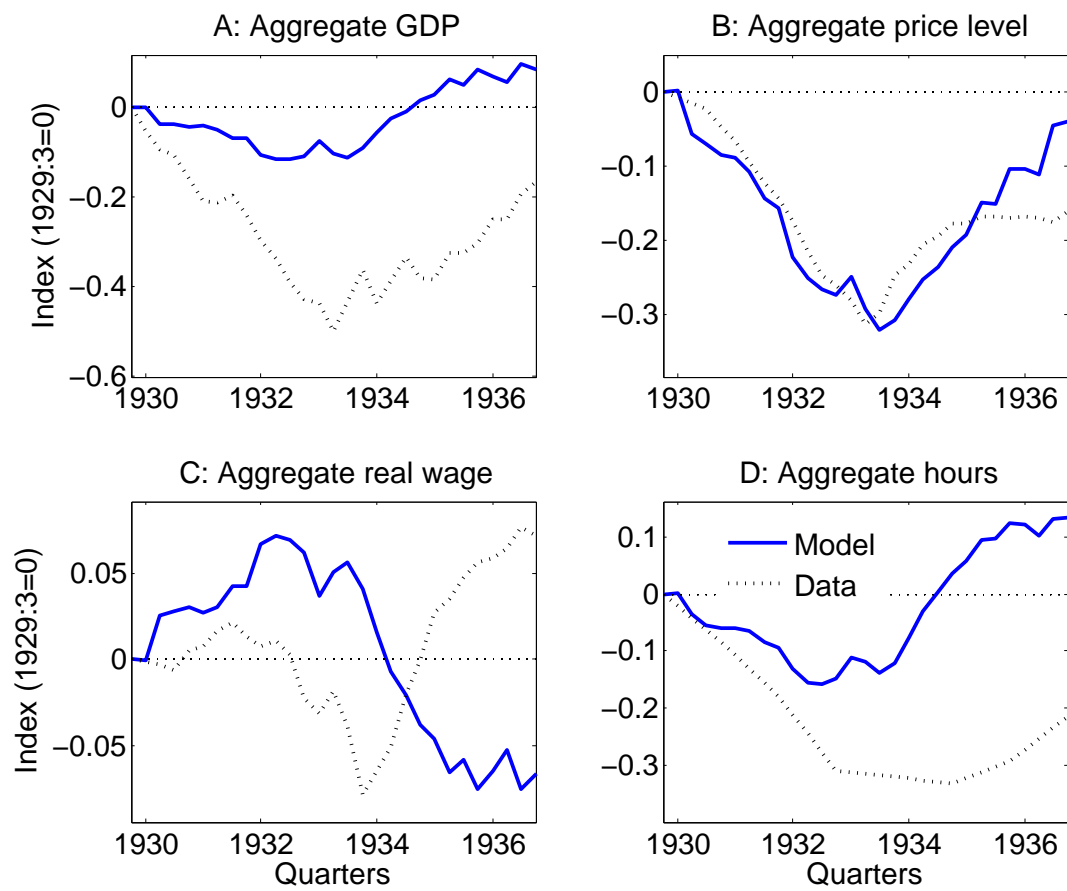 A: Aggregate GDP
B: Aggregate price level
Index (1929:3=0)
0
−0.2
−0.4
−0.6
1930 1932 1934 1936
0
−0.1
−0.2
−0.3
1930 1932 1934 1936
C: Aggregate real wage
D: Aggregate hours
Index (1929:3=0)
0.05
0
−0.05
1930 1932 1934 1936
Quarters
0.1
0
−0.1
−0.2
−0.3
Model
Data
1930 1932 1934 1936
Quarters